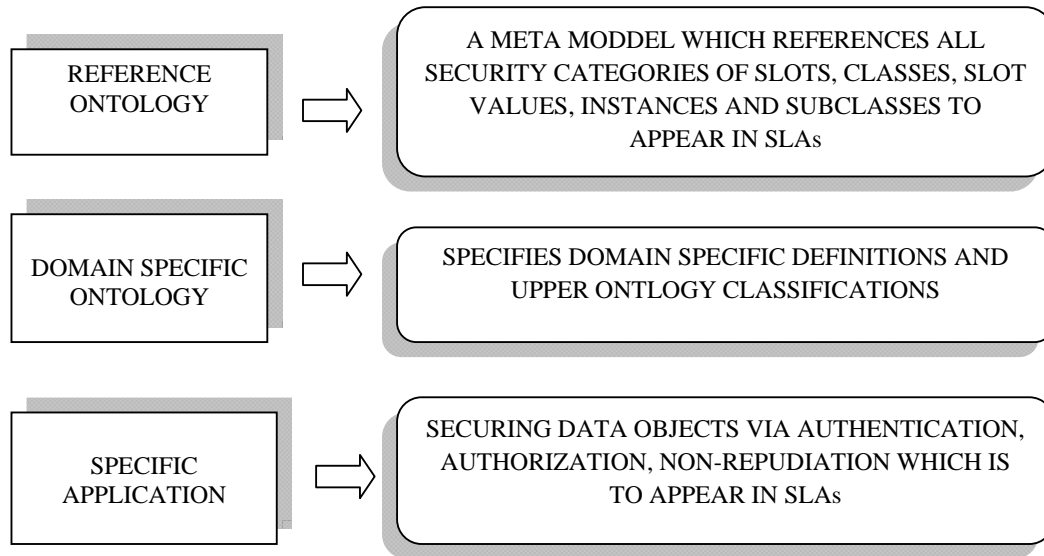 REFERENCE
ONTOLOGY
A META MODDEL WHICH REFERENCES ALL
SECURITY CATEGORIES OF SLOTS, CLASSES, SLOT
VALUES, INSTANCES AND SUBCLASSES TO
APPEAR IN SLAs
DOMAIN SPECIFIC
ONTOLOGY
SPECIFIES DOMAIN SPECIFIC DEFINITIONS AND
UPPER ONTLOGY CLASSIFICATIONS
SPECIFIC
APPLICATION
SECURING DATA OBJECTS VIA AUTHENTICATION,
AUTHORIZATION, NON-REPUDIATION WHICH IS
TO APPEAR IN SLAs